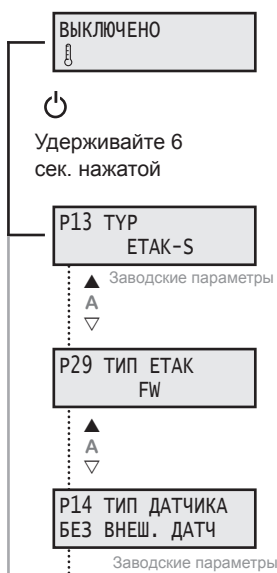 ВЫКЛЮЧЕНО
Удерживайте 6
сек. нажатой
P13 TYP
ETAK-S
Заводские параметры
A
P29 ТИП ETAK
FW
A
P14 ТИП ДАТЧИКА
БЕЗ ВНЕШ. ДАТЧ
Заводские параметры